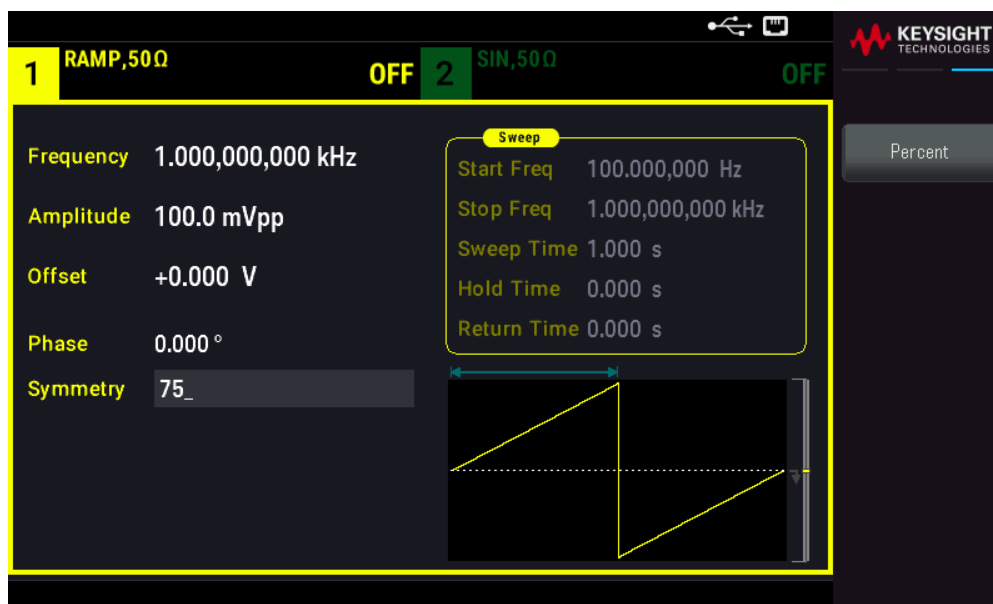 KEYSIGHT
TECHNOLOGIES
1 RAMP,50Ω OFF 2 SIN,50Ω OFF
Frequency 1.000,000,000 kHz
Amplitude 100.0 mVpp
Offset +0.000 V
Phase 0.000 °
Symmetry 75_
Sweep
Start Freq 100.000,000 Hz
Stop Freq 1.000,000,000 kHz
Sweep Time 1.000 s
Hold Time 0.000 s
Return Time 0.000 s
Percent